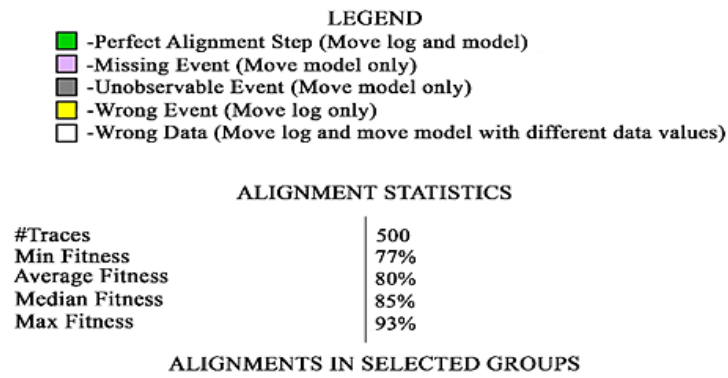 LEGEND
-Perfect Alignment Step (Move log and model)
-Missing Event (Move model only)
-Unobservable Event (Move model only)
-Wrong Event (Move log only)
-Wrong Data (Move log and move model with different data values)
ALIGNMENT STATISTICS
#Traces 500
Min Fitness 77%
Average Fitness 80%
Median Fitness 85%
Max Fitness 93%
ALIGNMENTS IN SELECTED GROUPS